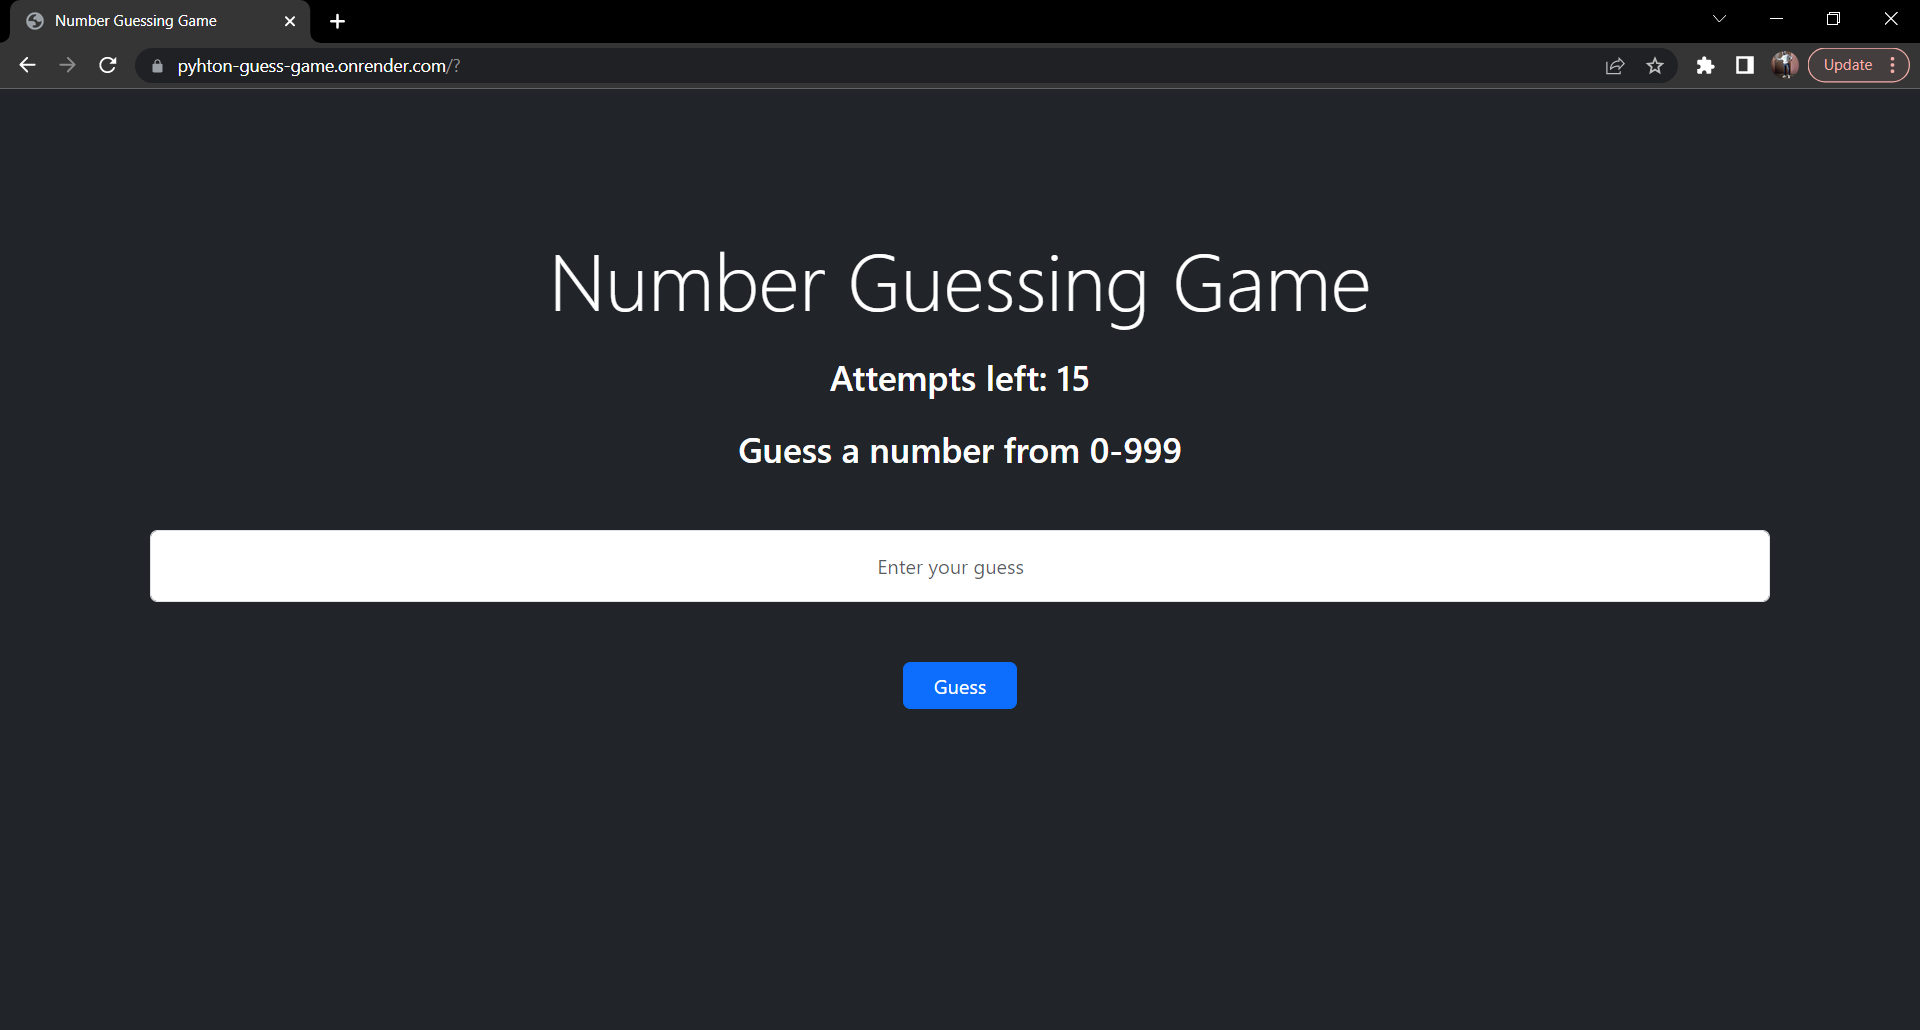 Number Guessing Game
pyhton-guess-game.onrender.com/?
Update
Number Guessing Game
Attempts left: 15
Guess a number from 0-999
Enter your guess
Guess